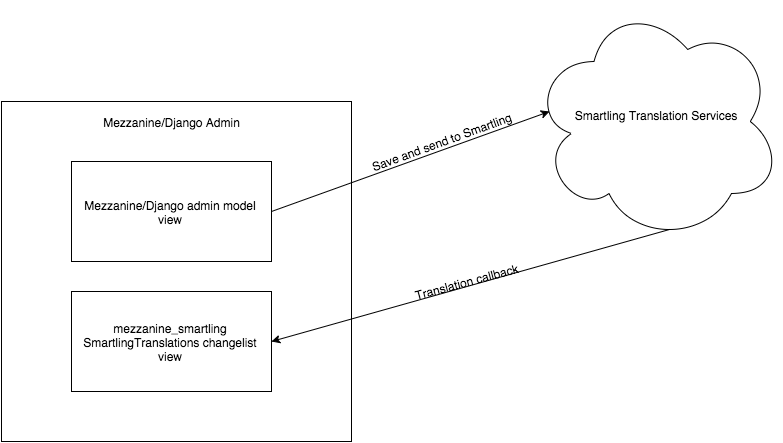 Mezzanine/Django Admin
Smartling Translation Services
Save and send to Smartling
Mezzanine/Django admin model
view
Translation callback
mezzanine_smartling
SmartlingTranslations changelist
view